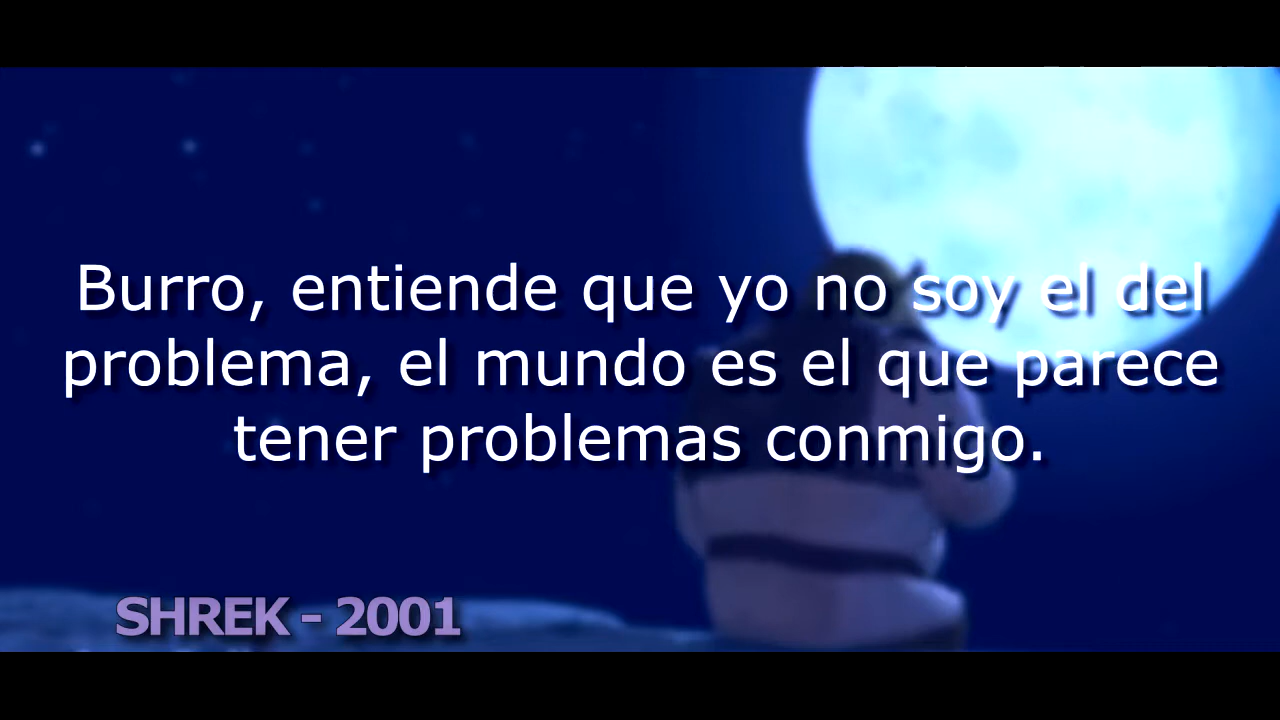 Burro, entiende que yo no soy el del
problema, el mundo es el que parece
tener problemas conmigo.
SHREK - 2001